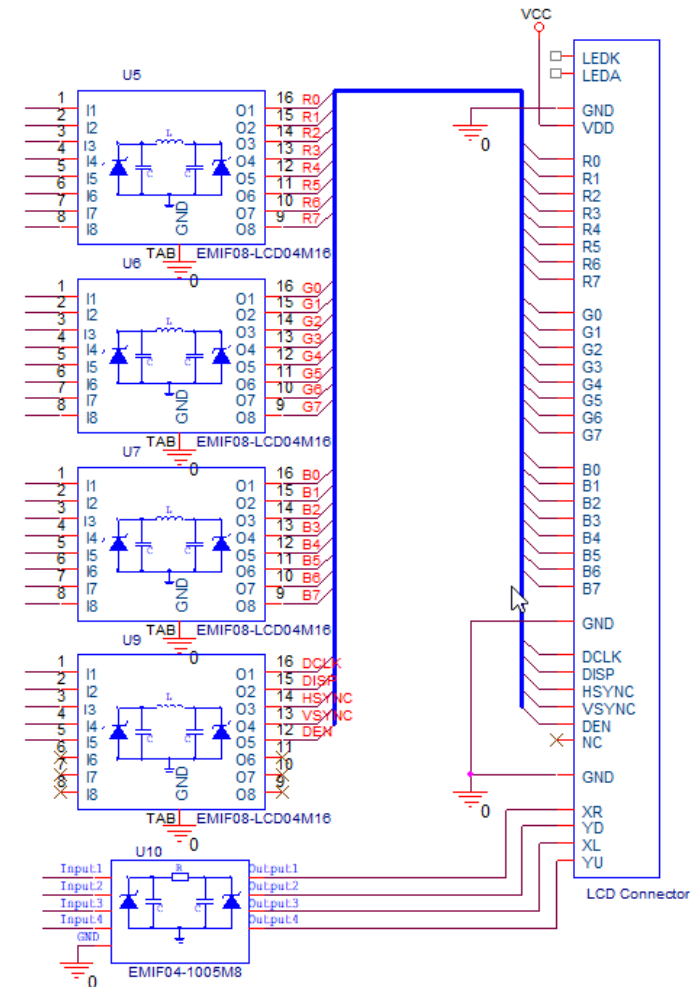 VCC
LEDK
LEDA
GND
VDD
0
R0
R1
R2
R3
R4
R5
R6
R7
G0
G1
G2
G3
G4
G5
G6
G7
B0
B1
B2
B3
B4
B5
B6
B7
GND
DCLK
DISP
HSYNC
VSYNC
DEN
NC
GND
0
XR
YD
XL
YU
LCD Connector
U5
1 I1 O1 16 R0
2 I2 O2 15 R1
3 I3 O3 14 R2
4 I4 O4 13 R3
5 I5 O5 12 R4
6 I6 O6 11 R5
7 I7 O7 10 R6
8 I8 O8 9 R7
L
C C
GND
TAB EMIF08-LCD04M16
0
U6
1 I1 O1 16 G0
2 I2 O2 15 G1
3 I3 O3 14 G2
4 I4 O4 13 G3
5 I5 O5 12 G4
6 I6 O6 11 G5
7 I7 O7 10 G6
8 I8 O8 9 G7
L
C C
GND
TAB EMIF08-LCD04M16
0
U7
1 I1 O1 16 B0
2 I2 O2 15 B1
3 I3 O3 14 B2
4 I4 O4 13 B3
5 I5 O5 12 B4
6 I6 O6 11 B5
7 I7 O7 10 B6
8 I8 O8 9 B7
L
C C
GND
TAB EMIF08-LCD04M16
0
U9
1 I1 O1 16 DCLK
2 I2 O2 15 DISP
3 I3 O3 14 HSYNC
4 I4 O4 13 VSYNC
5 I5 O5 12 DEN
6 I6 O6 11
7 I7 O7 10
8 I8 O8 9
L
C C
GND
TAB EMIF08-LCD04M16
0
U10
Input1 R Output1
Input2 Output2
Input3 C C Output3
Input4 Output4
GND
0
EMIF04-1005M8